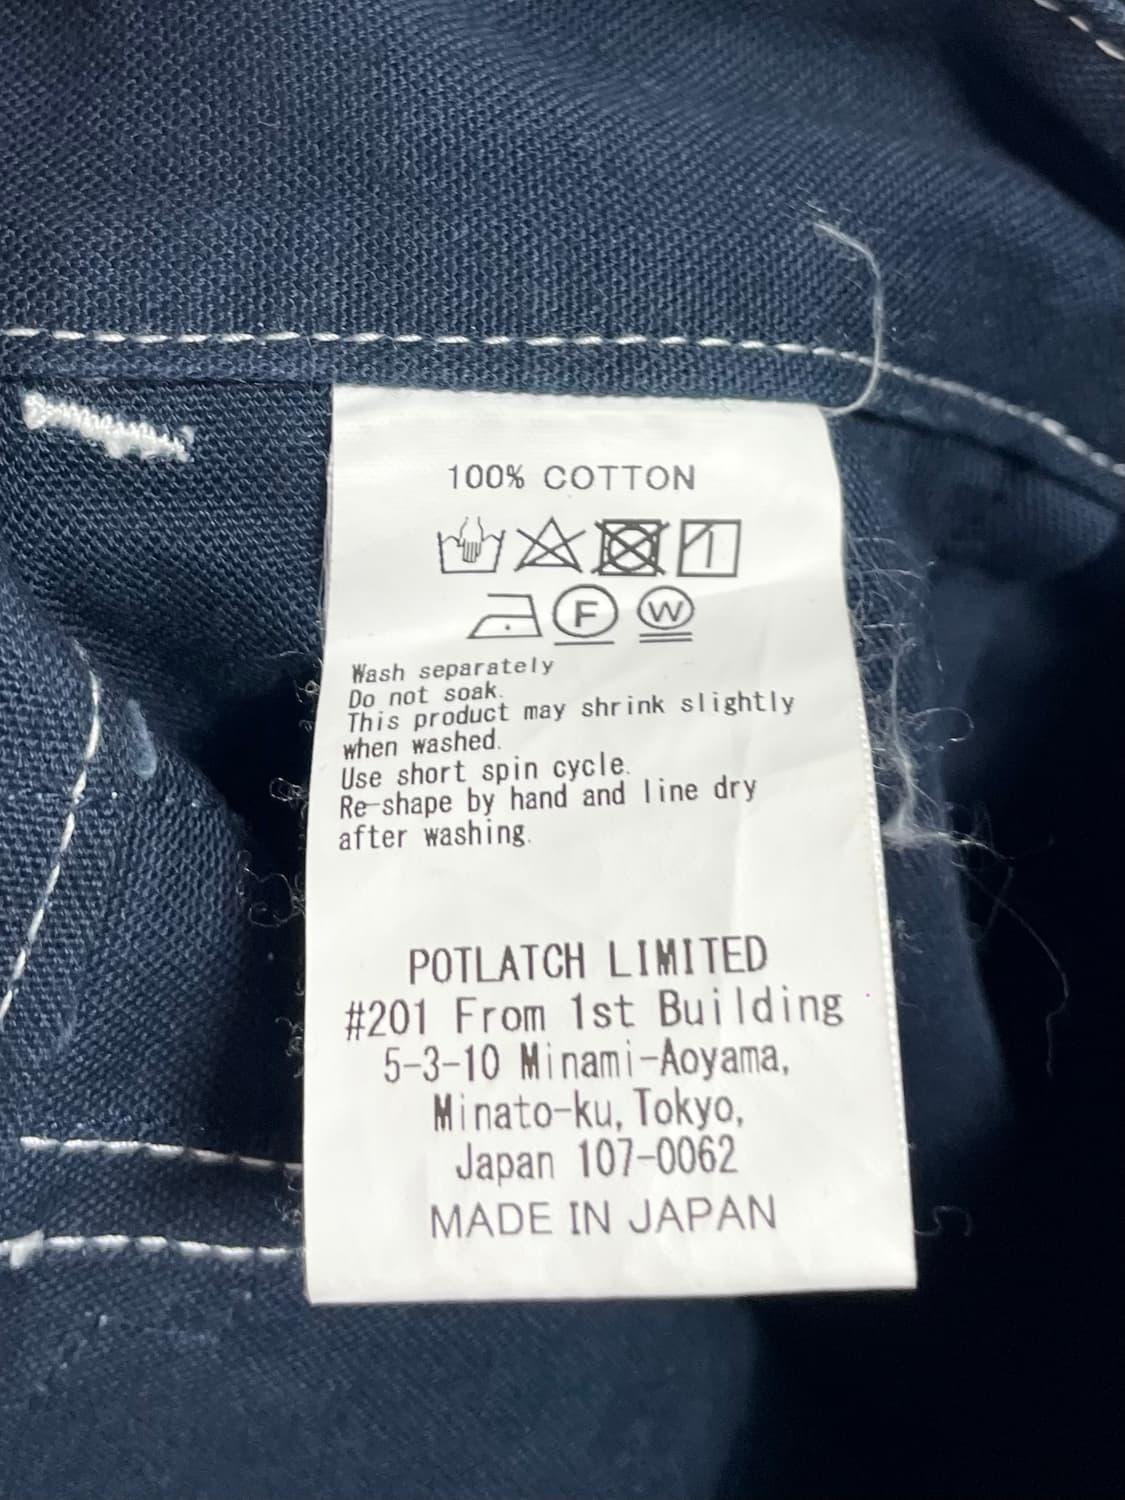 100% COTTON
F W
Wash separately
Do not soak.
This product may shrink slightly
when washed.
Use short spin cycle.
Re-shape by hand and line dry
after washing.
POTLATCH LIMITED
#201 From 1st Building
5-3-10 Minami-Aoyama,
Minato-ku, Tokyo,
Japan 107-0062
MADE IN JAPAN